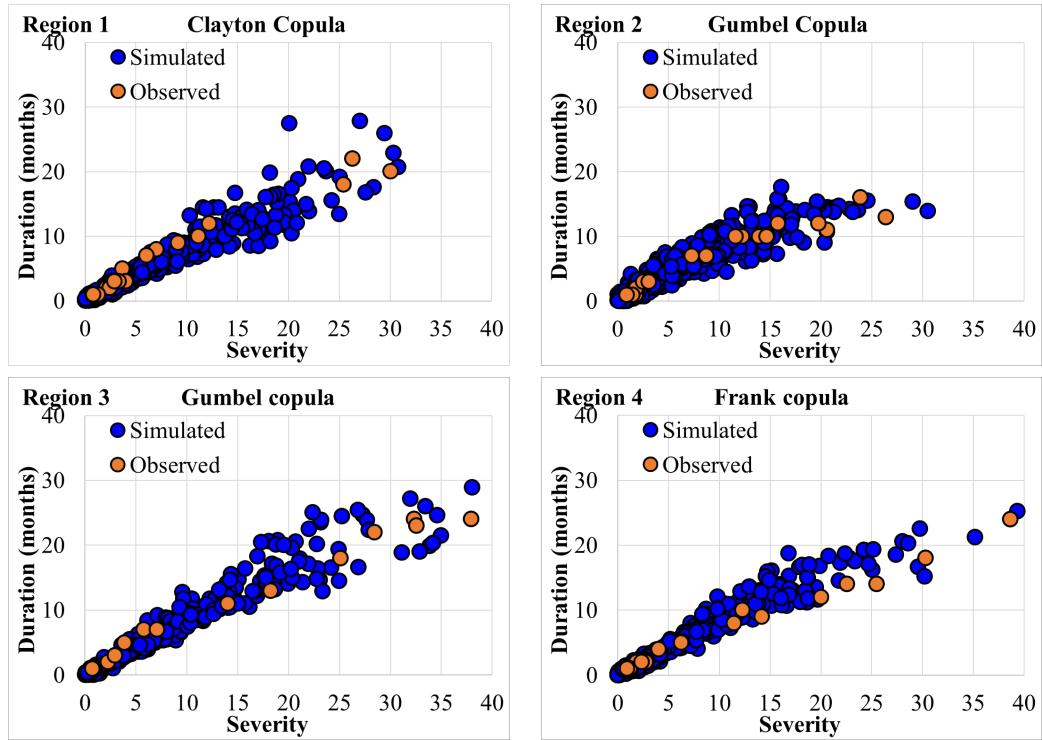 Region 1 Clayton Copula
40
Simulated
Observed
30
20
10
0
Duration (months)
0 5 10 15 20 25 30 35 40
Severity
Region 2 Gumbel Copula
40
Simulated
Observed
30
20
10
0
Duration (months)
0 5 10 15 20 25 30 35 40
Severity
Region 3 Gumbel copula
40
Simulated
Observed
30
20
10
0
Duration (months)
0 5 10 15 20 25 30 35 40
Severity
Region 4 Frank copula
40
Simulated
Observed
30
20
10
0
Duration (months)
0 5 10 15 20 25 30 35 40
Severity